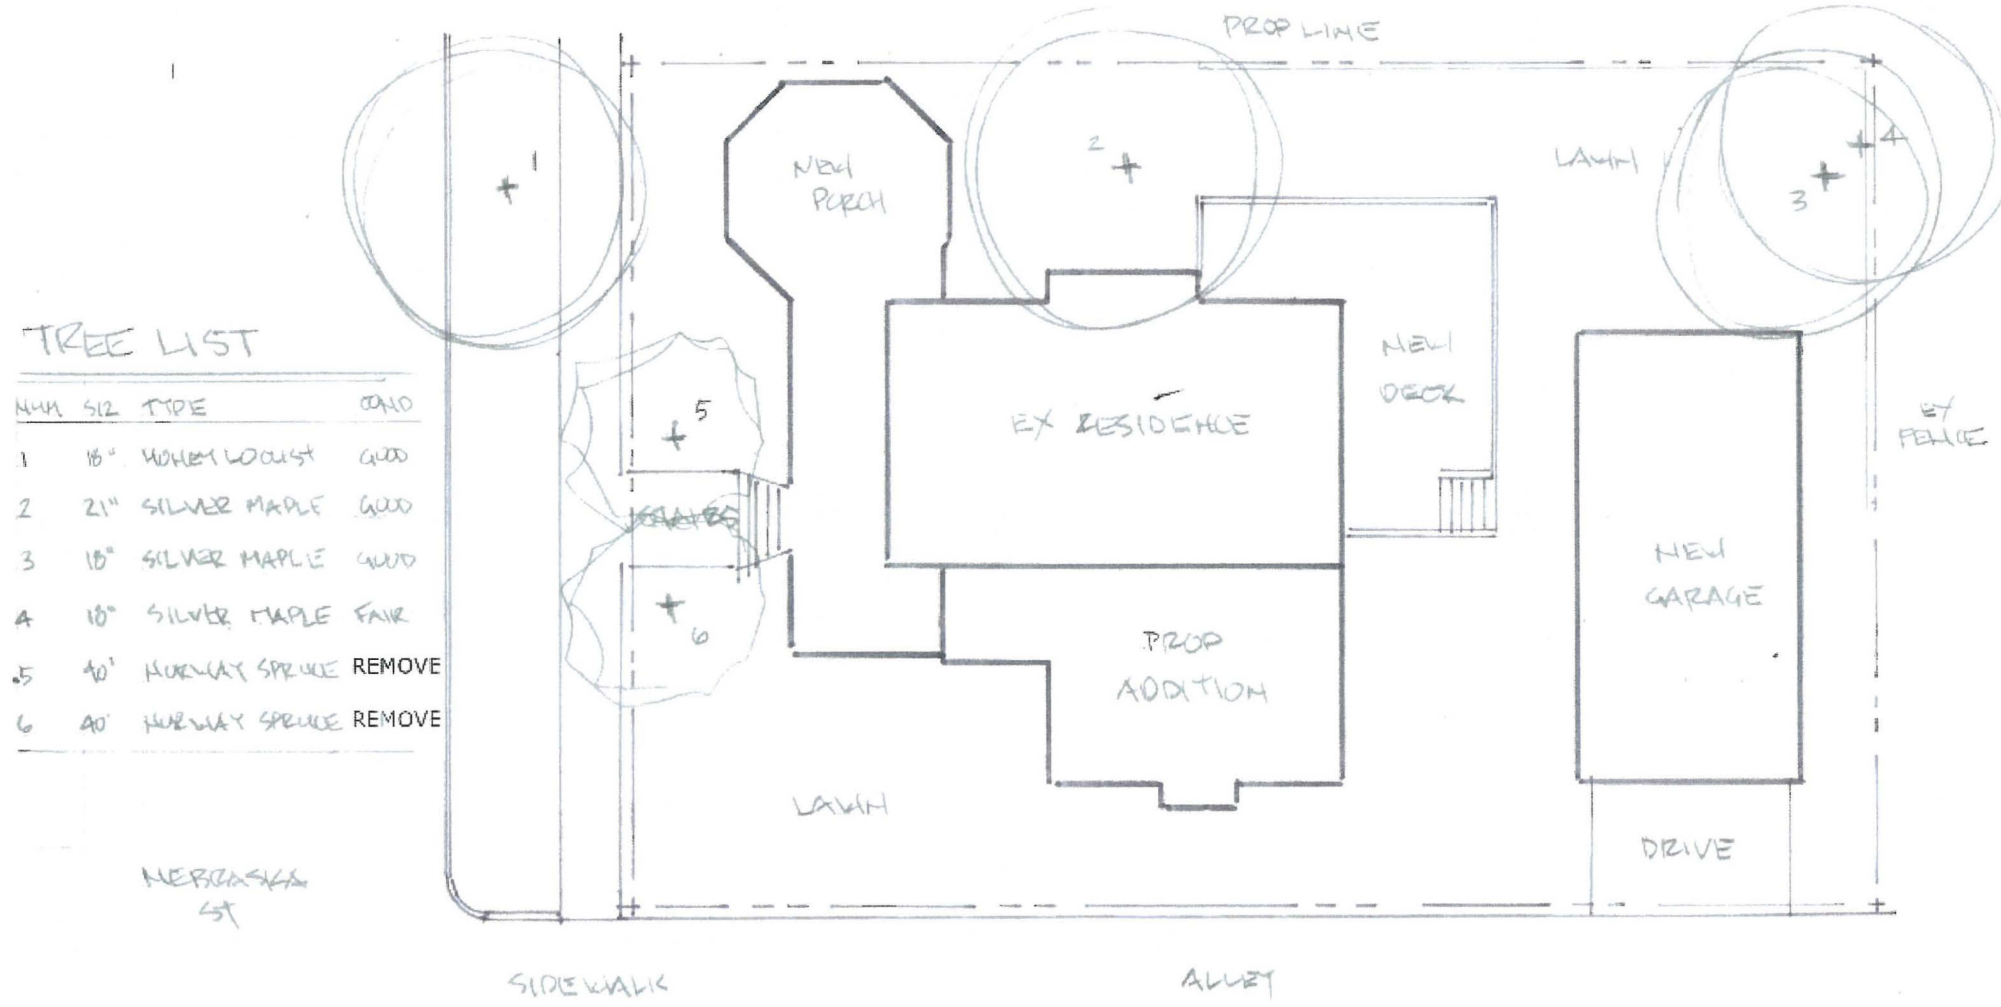 PROP LINE
1
2
4
3
LAWN
NEW
PORCH
TREE LIST
NUM SIZ TYPE COND
1 18" HONEY LOCUST GOOD
2 21" SILVER MAPLE GOOD
3 18" SILVER MAPLE GOOD
4 18" SILVER MAPLE FAIR
5 40' NORWAY SPRUCE REMOVE
6 40' NORWAY SPRUCE REMOVE
5
6
NEW
DECK
EX RESIDENCE
EX
FENCE
NEW
GARAGE
PROP
ADDITION
LAWN
DRIVE
NEBRASKA
ST
SIDEWALK
ALLEY